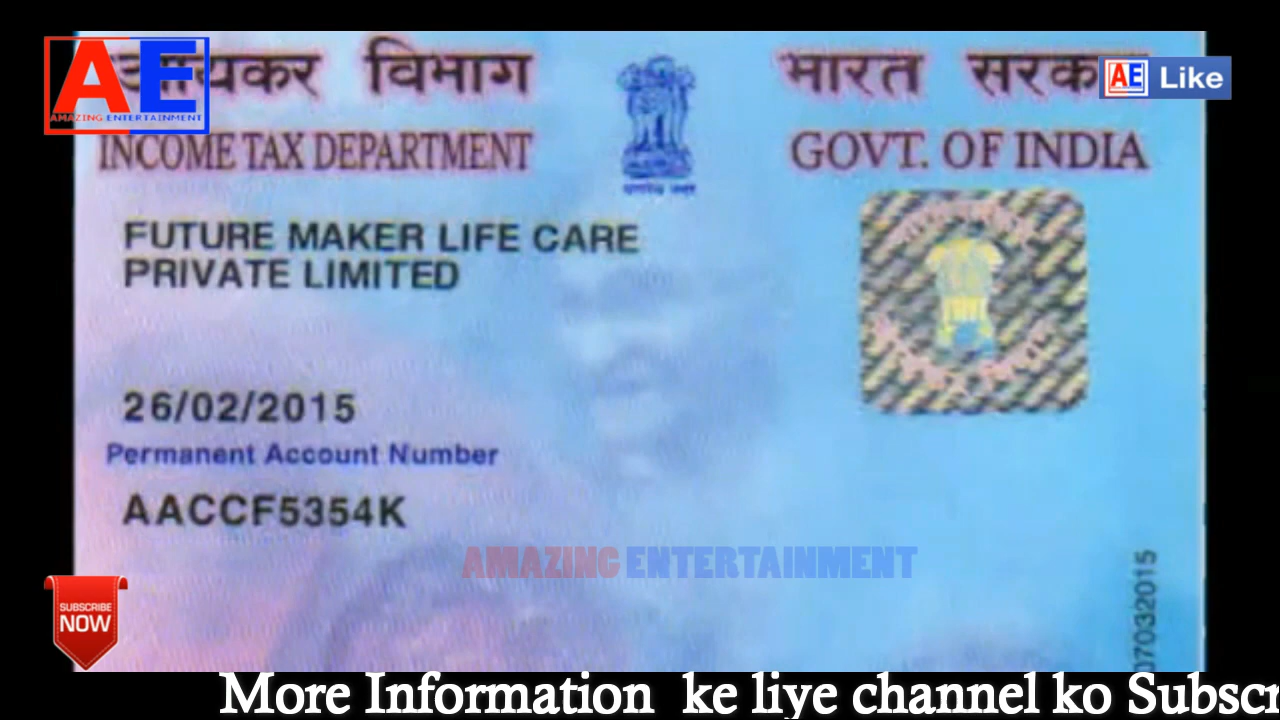 आयकर विभाग
भारत सरक
AE
AMAZING ENTERTAINMENT
AE Like
INCOME TAX DEPARTMENT
GOVT. OF INDIA
FUTURE MAKER LIFE CARE
PRIVATE LIMITED
26/02/2015
Permanent Account Number
AACCF5354K
AMAZING ENTERTAINMENT
07032015
SUBSCRIBE
NOW
More Information ke liye channel ko Subscr